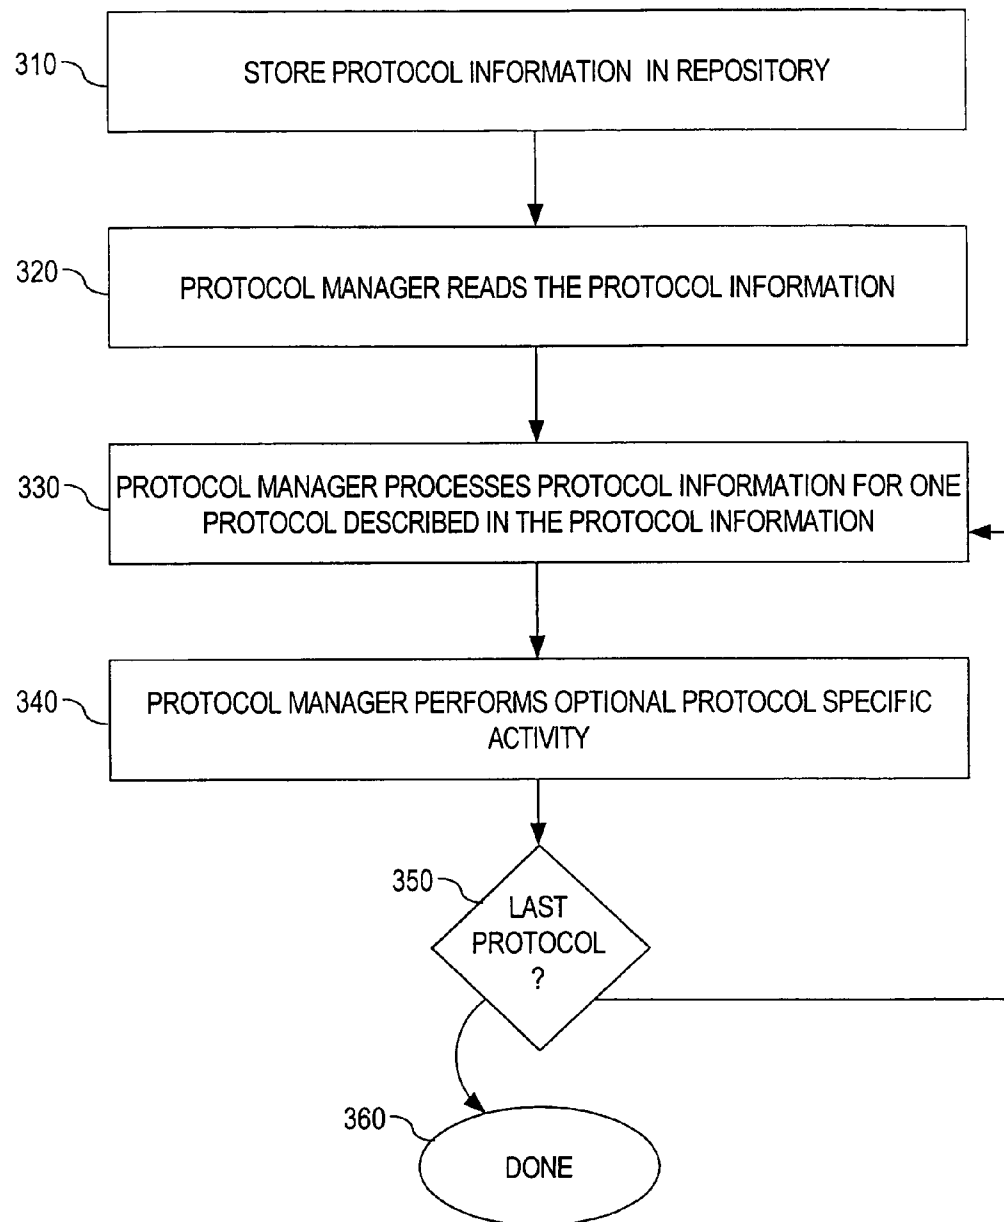 310
STORE PROTOCOL INFORMATION IN REPOSITORY
320
PROTOCOL MANAGER READS THE PROTOCOL INFORMATION
330
PROTOCOL MANAGER PROCESSES PROTOCOL INFORMATION FOR ONE
PROTOCOL DESCRIBED IN THE PROTOCOL INFORMATION
340
PROTOCOL MANAGER PERFORMS OPTIONAL PROTOCOL SPECIFIC
ACTIVITY
350
LAST
PROTOCOL
?
360
DONE